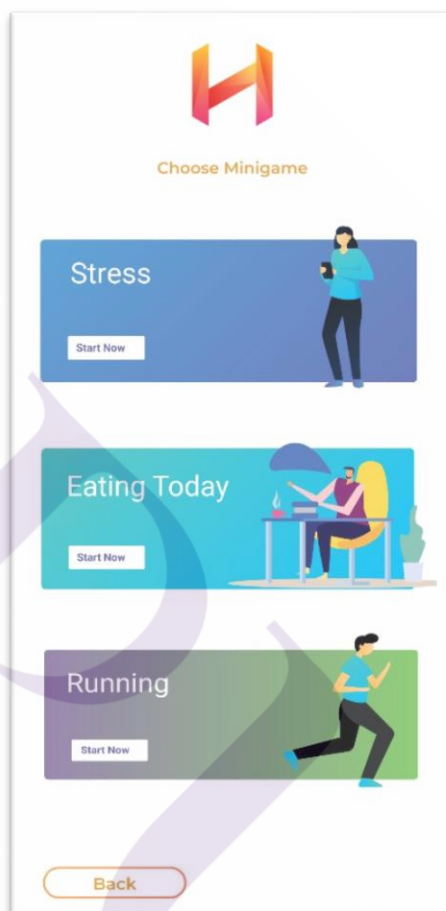 Choose Minigame
Stress
Start Now
Eating Today
Start Now
Running
Start Now
Back